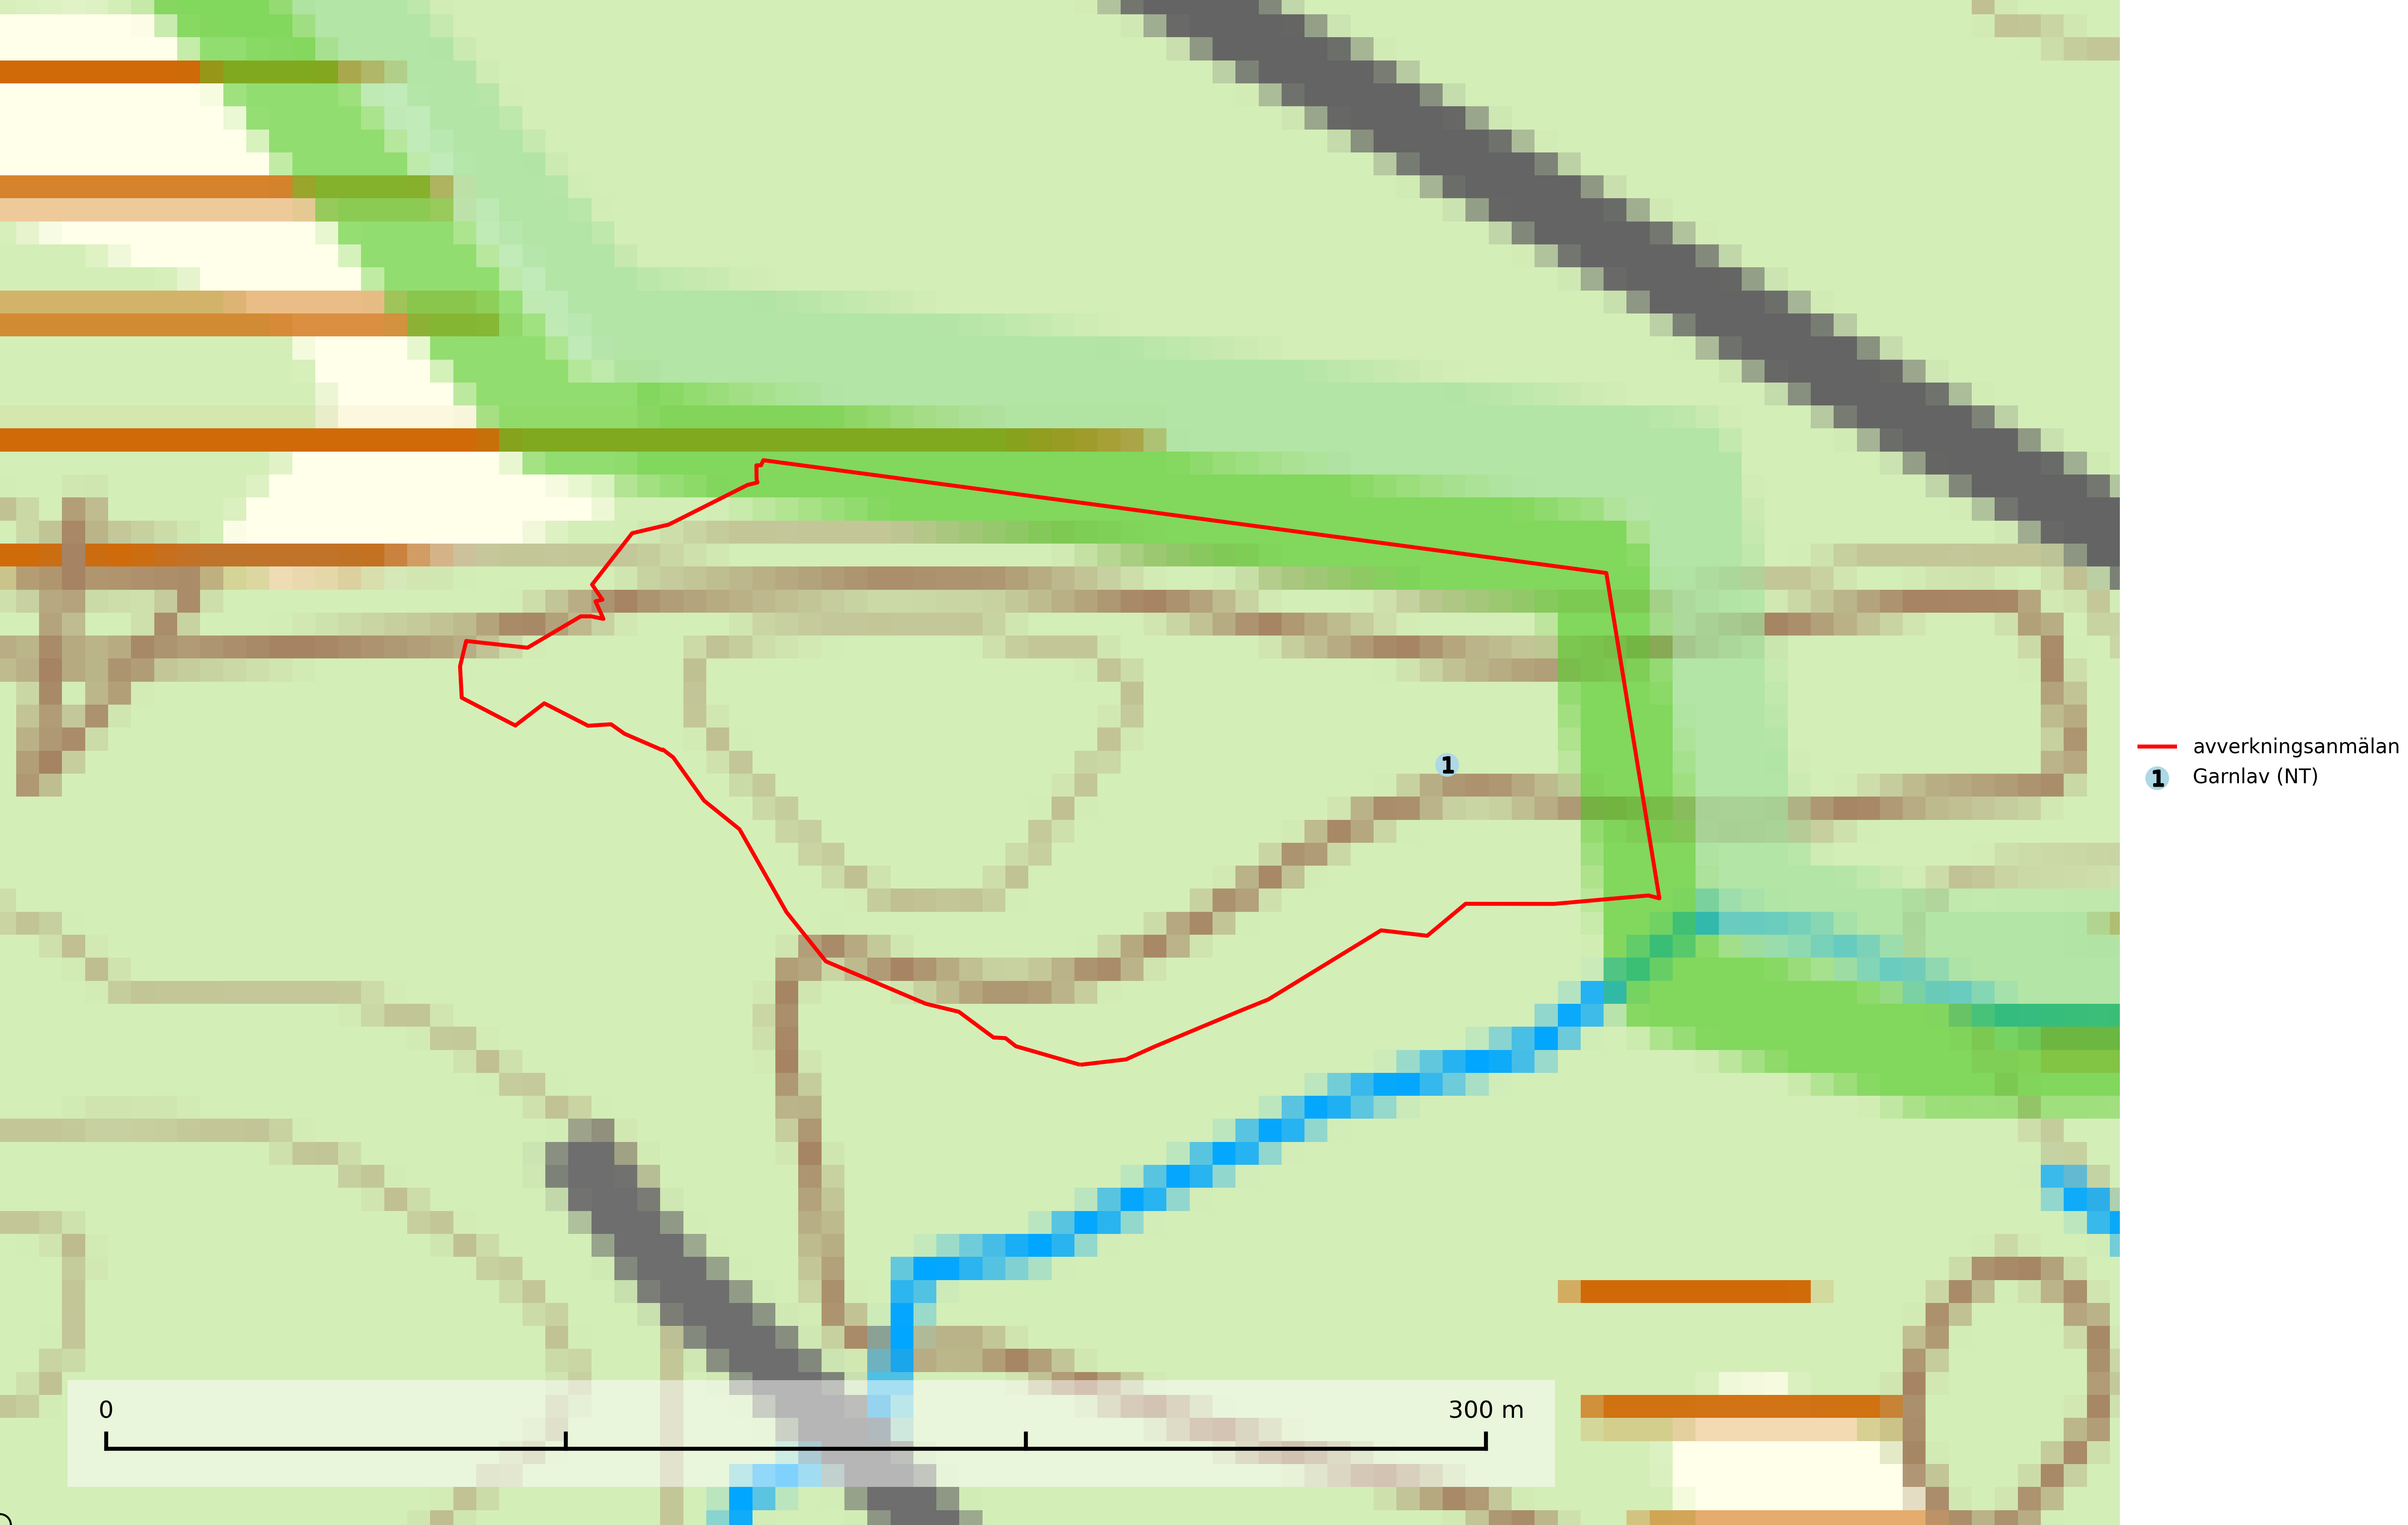 1
avverkningsanmälan
1 Garnlav (NT)
0 300 m